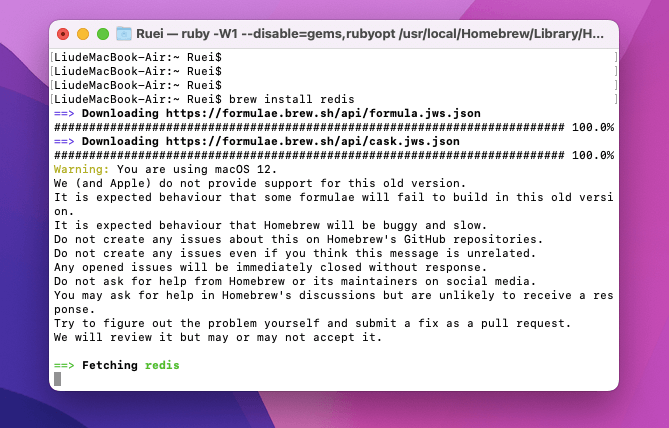 Ruei — ruby -W1 --disable=gems,rubyopt /usr/local/Homebrew/Library/H...
[LiudeMacBook-Air:~ Ruei$ ]
[LiudeMacBook-Air:~ Ruei$ ]
[LiudeMacBook-Air:~ Ruei$ ]
[LiudeMacBook-Air:~ Ruei$ brew install redis ]
==> Downloading https://formulae.brew.sh/api/formula.jws.json
######################################################################### 100.0%
==> Downloading https://formulae.brew.sh/api/cask.jws.json
######################################################################### 100.0%
Warning: You are using macOS 12.
We (and Apple) do not provide support for this old version.
It is expected behaviour that some formulae will fail to build in this old versi
on.
It is expected behaviour that Homebrew will be buggy and slow.
Do not create any issues about this on Homebrew's GitHub repositories.
Do not create any issues even if you think this message is unrelated.
Any opened issues will be immediately closed without response.
Do not ask for help from Homebrew or its maintainers on social media.
You may ask for help in Homebrew's discussions but are unlikely to receive a res
ponse.
Try to figure out the problem yourself and submit a fix as a pull request.
We will review it but may or may not accept it.
==> Fetching redis